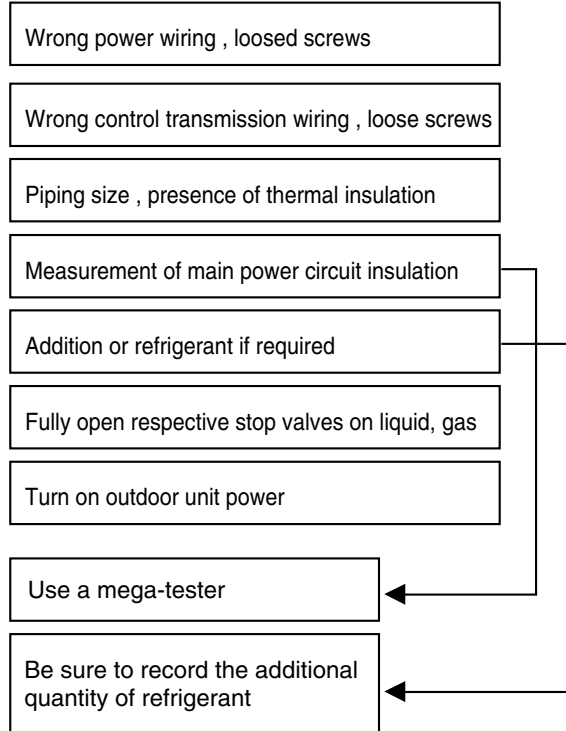 Wrong power wiring , loosed screws
Wrong control transmission wiring , loose screws
Piping size , presence of thermal insulation
Measurement of main power circuit insulation
Addition or refrigerant if required
Fully open respective stop valves on liquid, gas
Turn on outdoor unit power
Use a mega-tester
Be sure to record the additional
quantity of refrigerant